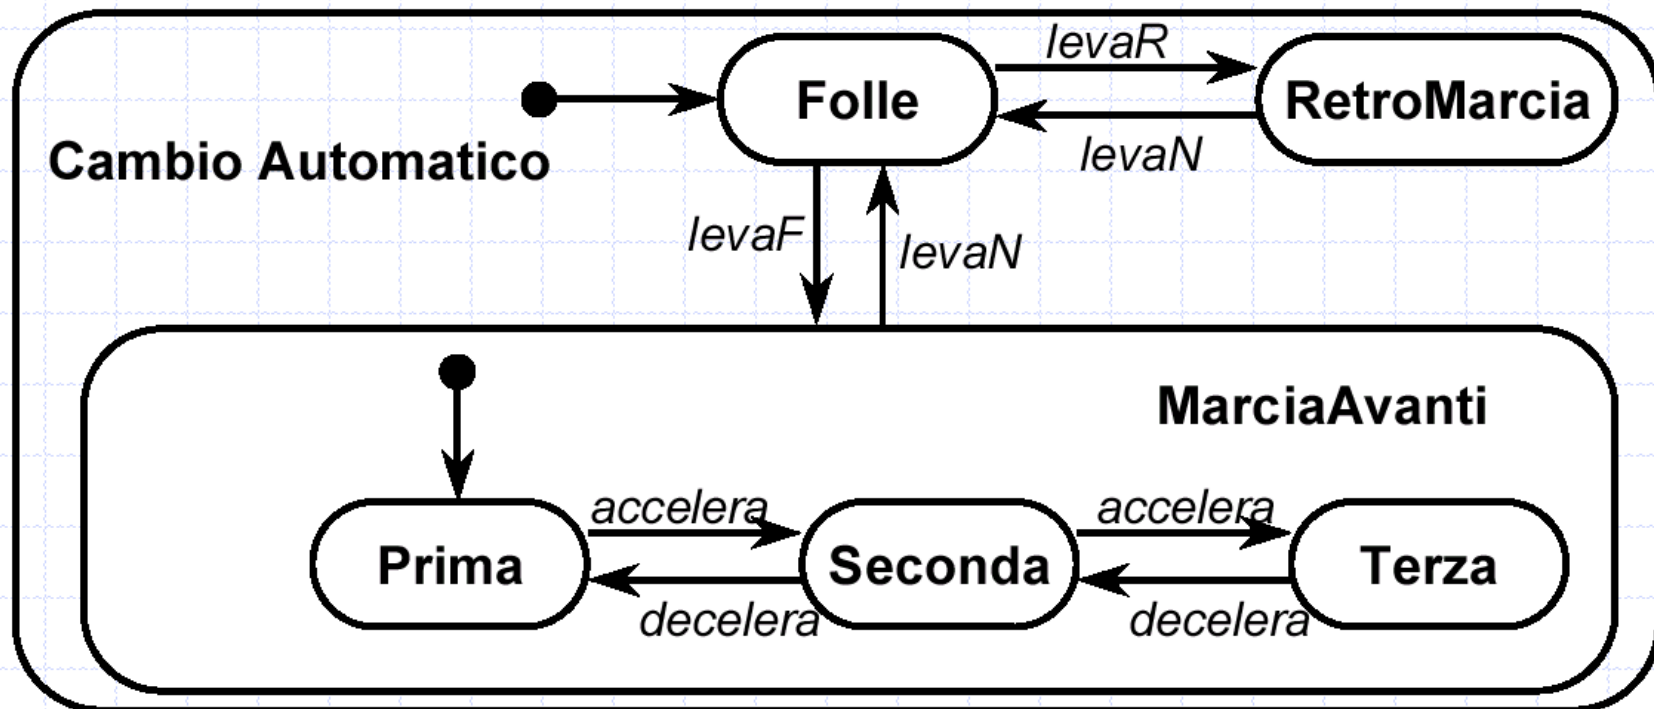 levaR
Folle
RetroMarcia
Cambio Automatico
levaN
levaF
levaN
MarciaAvanti
accelera
accelera
Prima
Seconda
Terza
decelera
decelera